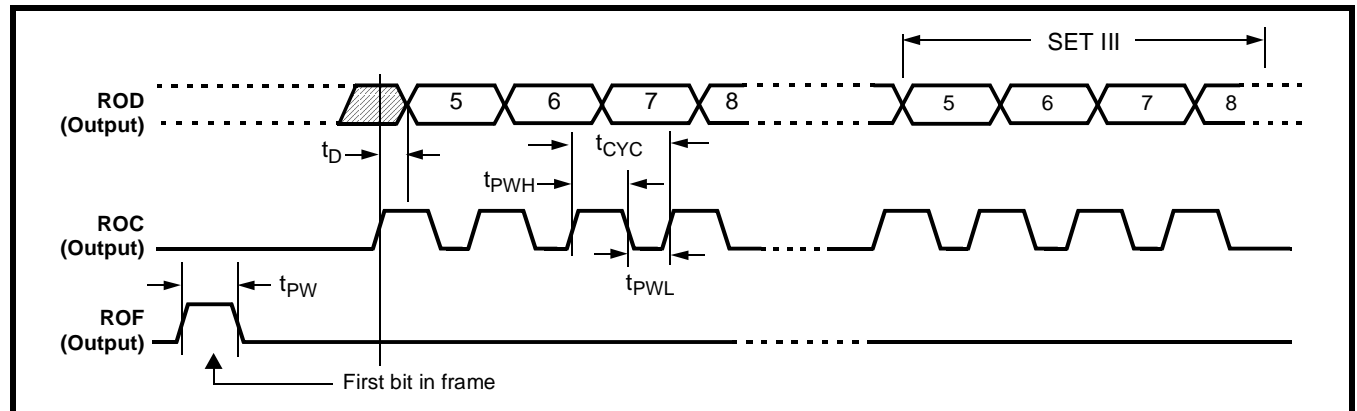 SET III
ROD
(Output)
5 6 7 8
5 6 7 8
tD
tCYC
tPWH
ROC
(Output)
tPWL
tPW
ROF
(Output)
First bit in frame